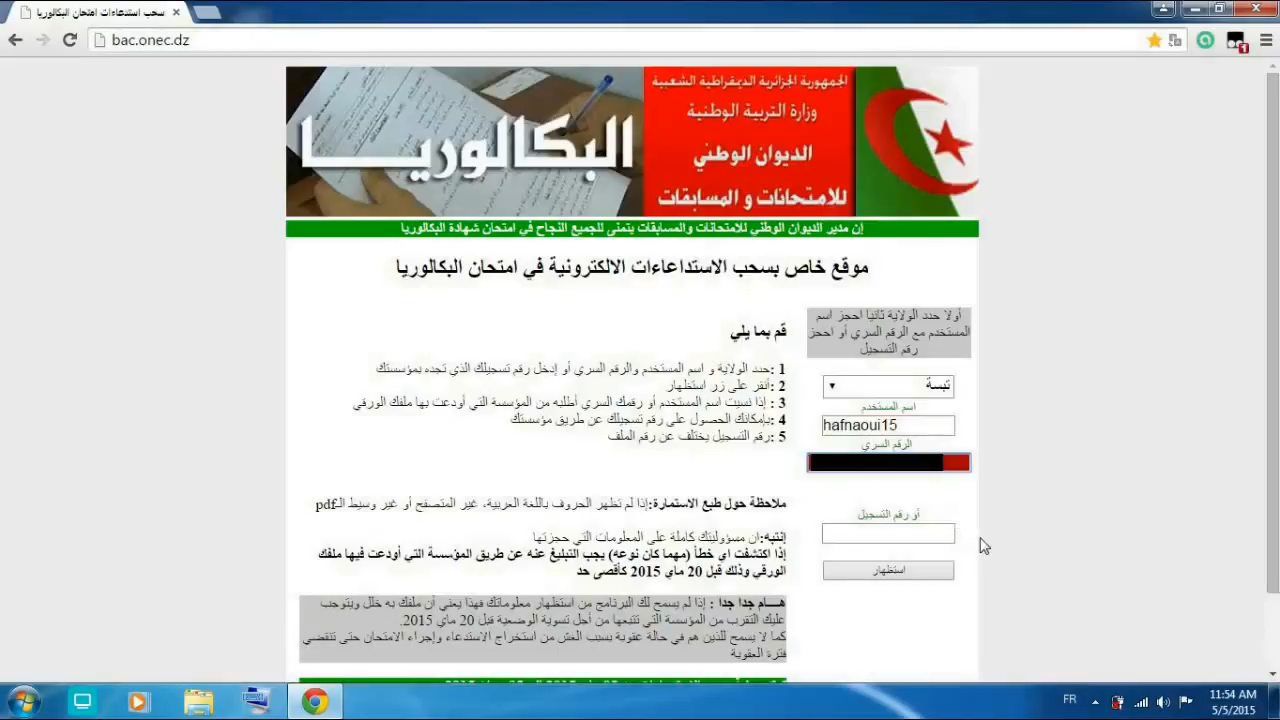 سحب استدعاءات امتحان البكالوريا
bac.onec.dz
1
البكالوريا
الجمهورية الجزائرية الديمقراطية الشعبية
وزارة التربية الوطنية
الديوان الوطني
للامتحانات و المسابقات
إن مدير الديوان الوطني للامتحانات والمسابقات يتمنى للجميع النجاح في امتحان شهادة البكالوريا
موقع خاص بسحب الاستدعاءات الالكترونية في امتحان البكالوريا
أولا حدد الولاية ثانيا احجز اسم
المستخدم مع الرقم السري أو احجز
رقم التسجيل
تبسة
اسم المستخدم
hafnaoui15
الرقم السري
أو رقم التسجيل
استظهار
قم بما يلي
1 :حدد الولاية و اسم المستخدم والرقم السري أو إدخل رقم تسجيلك الذي تجده بمؤسستك
2 :أنقر على زر استظهار
3 : إذا نسيت اسم المستخدم أو رقمك السري أطلبه من المؤسسة التي أودعت بها ملفك الورقي
4 :بإمكانك الحصول على رقم تسجيلك عن طريق مؤسستك
5 :رقم التسجيل يختلف عن رقم الملف
ملاحظة حول طبع الاستمارة:إذا لم تظهر الحروف باللغة العربية، غير المتصفح أو غير وسيط الـpdf
إنتبه:ان مسؤوليتك كاملة على المعلومات التي حجزتها
إذا اكتشفت اي خطأ (مهما كان نوعه) يجب التبليغ عنه عن طريق المؤسسة التي أودعت فيها ملفك
الورقي وذلك قبل 20 ماي 2015 كأقصى حد
هـــام جدا جدا : إذا لم يسمح لك البرنامج من استظهار معلوماتك فهذا يعني أن ملفك به خلل ويتوجب
عليك التقرب من المؤسسة التي تتبعها من أجل تسوية الوضعية قبل 20 ماي 2015.
كما لا يسمح للذين هم في حالة عقوبة بسبب الغش من استخراج الاستدعاء وإجراء الامتحان حتى تنقضي
فترة العقوبة
FR
11:54 AM
5/5/2015